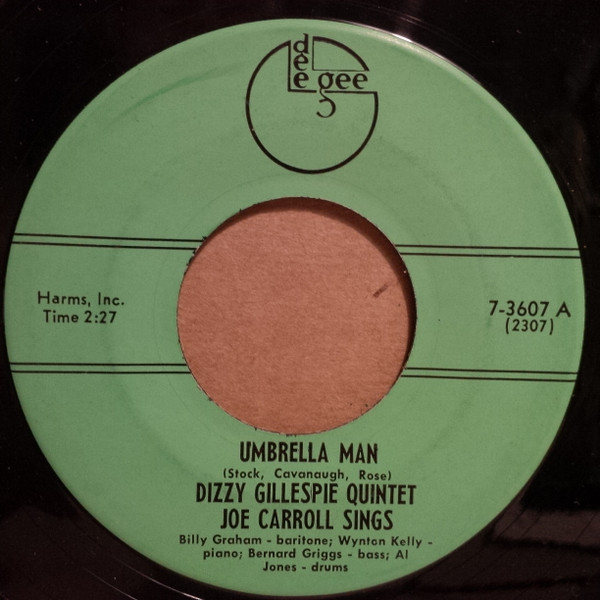 dee gee
Harms, Inc.
Time 2:27
7-3607 A
(2307)
UMBRELLA MAN
(Stock, Cavanaugh, Rose)
DIZZY GILLESPIE QUINTET
JOE CARROLL SINGS
Billy Graham - baritone; Wynton Kelly -
piano; Bernard Griggs - bass; Al
Jones - drums